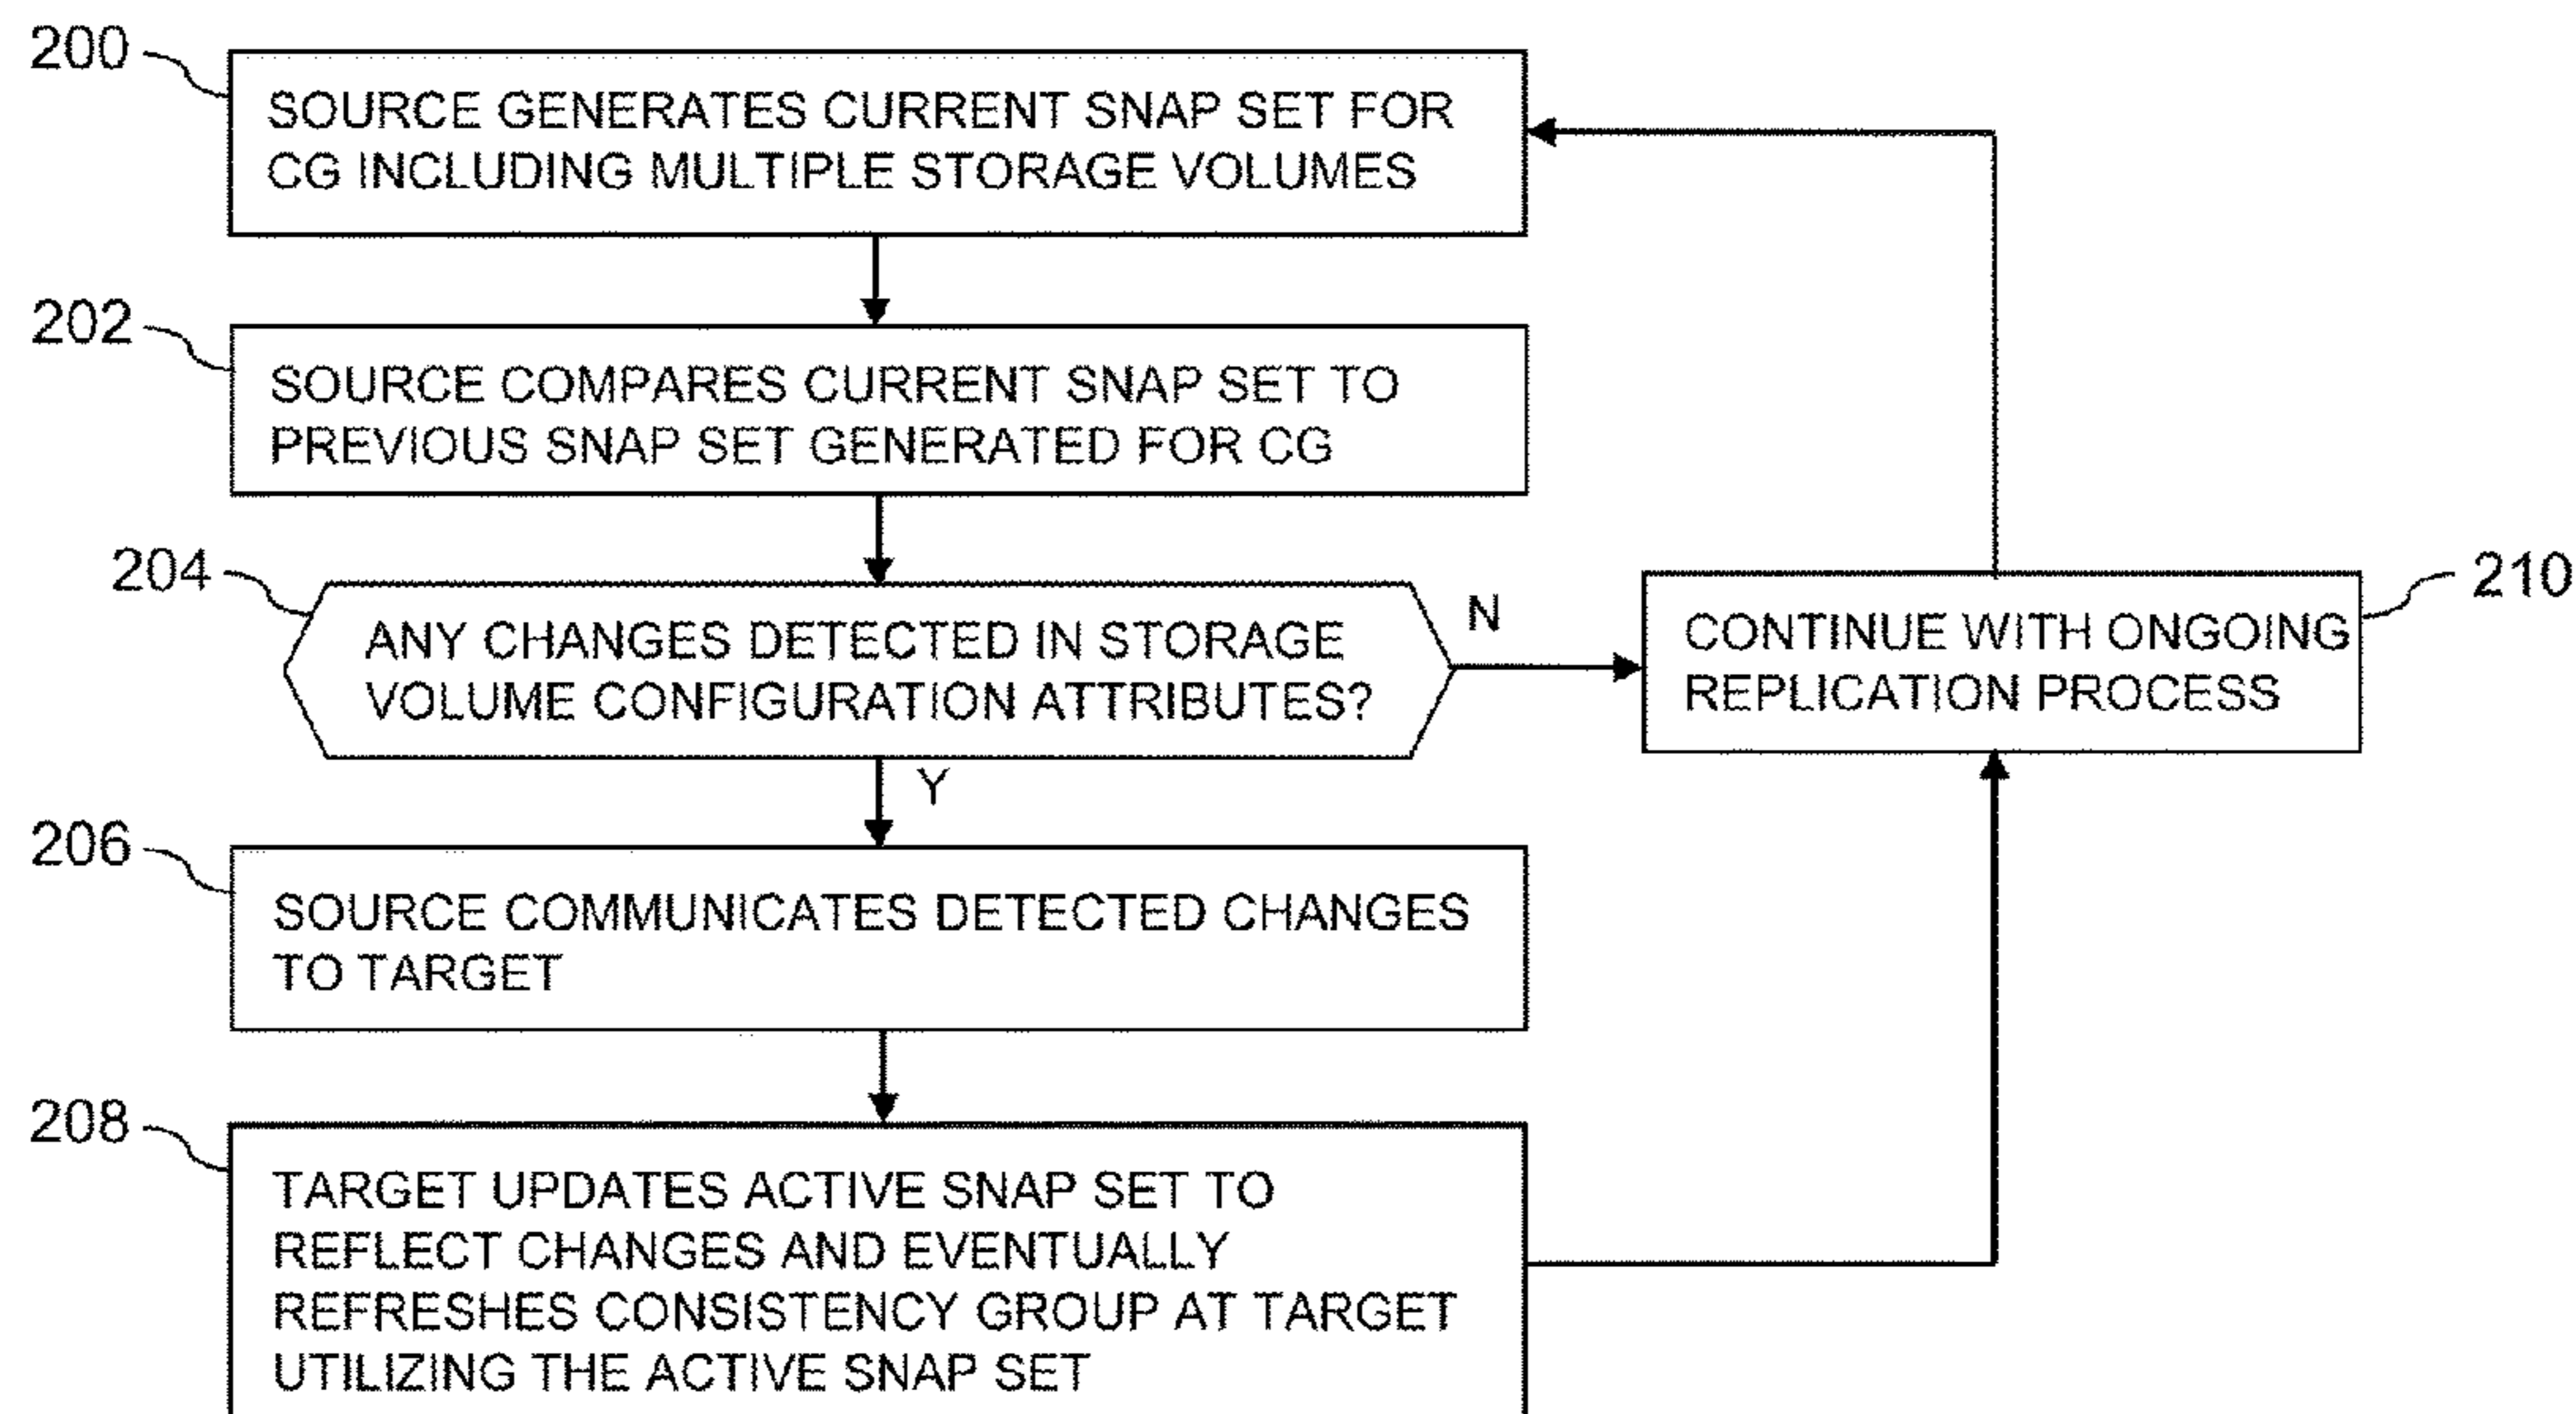 200
SOURCE GENERATES CURRENT SNAP SET FOR
CG INCLUDING MULTIPLE STORAGE VOLUMES
202
SOURCE COMPARES CURRENT SNAP SET TO
PREVIOUS SNAP SET GENERATED FOR CG
204
ANY CHANGES DETECTED IN STORAGE
VOLUME CONFIGURATION ATTRIBUTES?
N
210
CONTINUE WITH ONGOING
REPLICATION PROCESS
Y
206
SOURCE COMMUNICATES DETECTED CHANGES
TO TARGET
208
TARGET UPDATES ACTIVE SNAP SET TO
REFLECT CHANGES AND EVENTUALLY
REFRESHES CONSISTENCY GROUP AT TARGET
UTILIZING THE ACTIVE SNAP SET